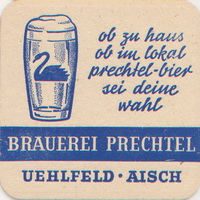 ob zu haus
ob im lokal
prechtel-bier
sei deine
wahl
BRAUEREI PRECHTEL
UEHLFELD · AISCH